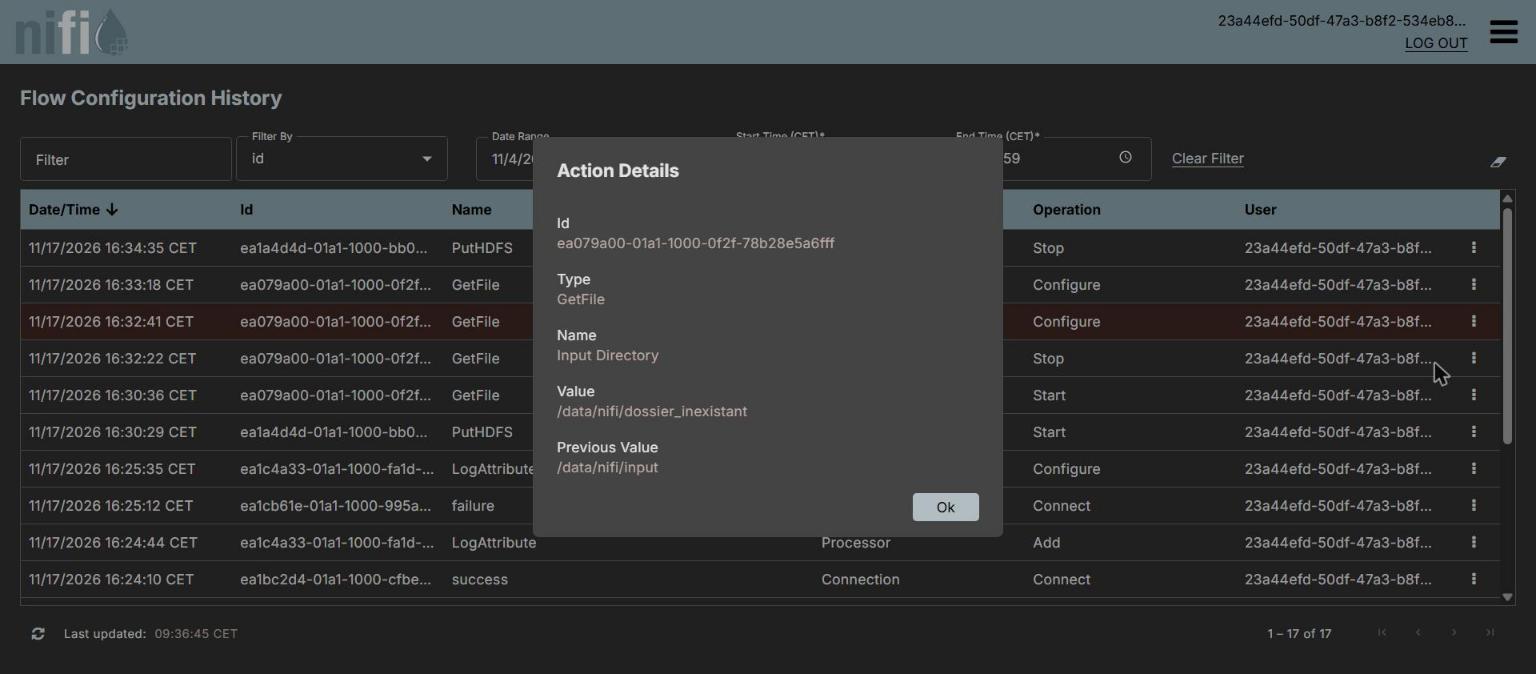 nifi
23a44efd-50df-47a3-b8f2-534eb8...
LOG OUT
Flow Configuration History
Filter
Filter By
id
Date Range
11/4/20
Start Time (CET)*
End Time (CET)*
59
Clear Filter
Action Details
Id
ea079a00-01a1-1000-0f2f-78b28e5a6fff
Type
GetFile
Name
Input Directory
Value
/data/nifi/dossier_inexistant
Previous Value
/data/nifi/input
Ok
Date/Time Id Name Operation User
11/17/2026 16:34:35 CET ea1a4d4d-01a1-1000-bb0... PutHDFS Stop 23a44efd-50df-47a3-b8f...
11/17/2026 16:33:18 CET ea079a00-01a1-1000-0f2f... GetFile Configure 23a44efd-50df-47a3-b8f...
11/17/2026 16:32:41 CET ea079a00-01a1-1000-0f2f... GetFile Configure 23a44efd-50df-47a3-b8f...
11/17/2026 16:32:22 CET ea079a00-01a1-1000-0f2f... GetFile Stop 23a44efd-50df-47a3-b8f...
11/17/2026 16:30:36 CET ea079a00-01a1-1000-0f2f... GetFile Start 23a44efd-50df-47a3-b8f...
11/17/2026 16:30:29 CET ea1a4d4d-01a1-1000-bb0... PutHDFS Start 23a44efd-50df-47a3-b8f...
11/17/2026 16:25:35 CET ea1c4a33-01a1-1000-fa1d-... LogAttribute Configure 23a44efd-50df-47a3-b8f...
11/17/2026 16:25:12 CET ea1cb61e-01a1-1000-995a... failure Connect 23a44efd-50df-47a3-b8f...
11/17/2026 16:24:44 CET ea1c4a33-01a1-1000-fa1d-... LogAttribute Processor Add 23a44efd-50df-47a3-b8f...
11/17/2026 16:24:10 CET ea1bc2d4-01a1-1000-cfbe... success Connection Connect 23a44efd-50df-47a3-b8f...
Last updated: 09:36:45 CET
1 – 17 of 17